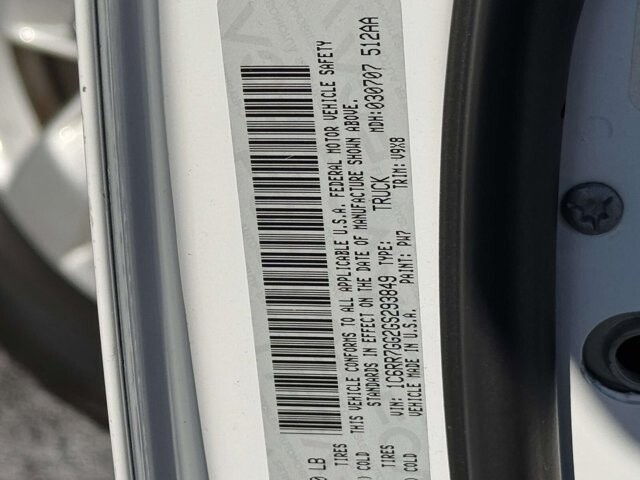 LB
TIRES
) COLD
TIRES
) COLD
THIS VEHICLE CONFORMS TO ALL APPLICABLE U.S.A. FEDERAL MOTOR VEHICLE SAFETY
STANDARDS IN EFFECT ON THE DATE OF MANUFACTURE SHOWN ABOVE.
VIN: 1C6RR7GG2GS293849 TYPE: TRUCK MDH:030707 512AA
VEHICLE MADE IN U.S.A. PAINT: PW7 TRIM: V9X8